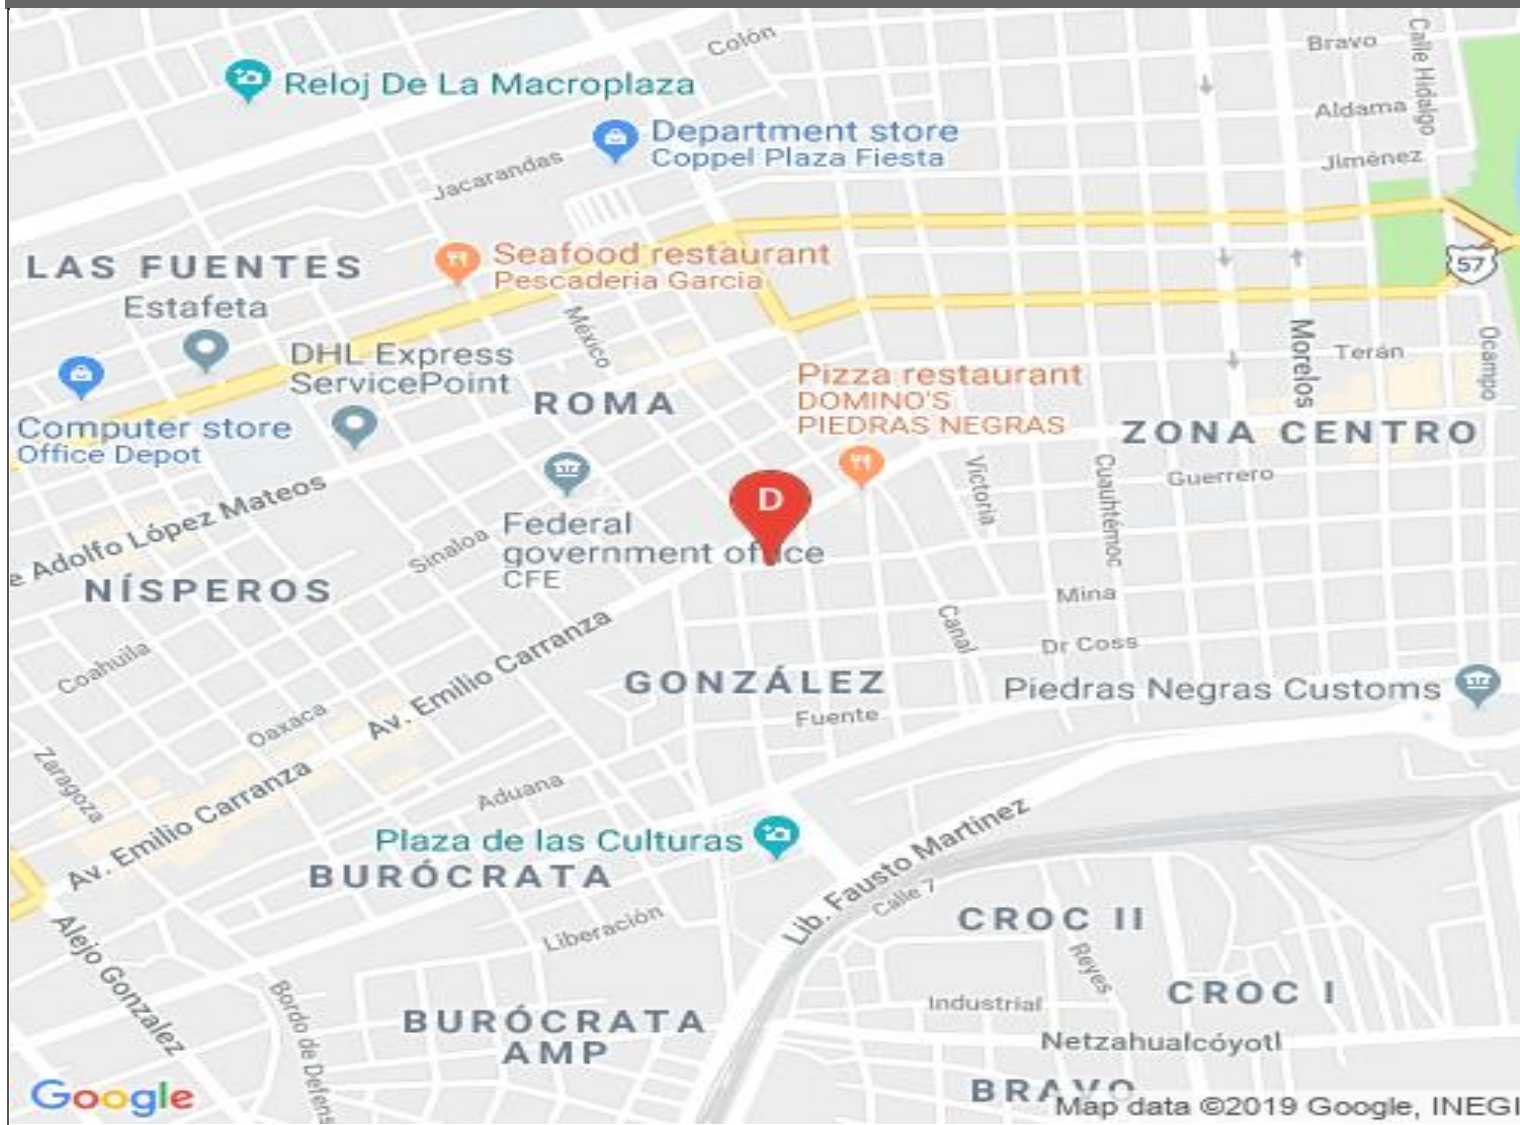 Colón
Bravo
Calle Hidalgo
Reloj De La Macroplaza
Aldama
Department store
Coppel Plaza Fiesta
Jiménez
Jacarandas
LAS FUENTES
Seafood restaurant
Pescaderia Garcia
57
Estafeta
México
Morelos
Ocampo
DHL Express
ServicePoint
Terán
Pizza restaurant
DOMINO'S
PIEDRAS NEGRAS
ROMA
Computer store
Office Depot
ZONA CENTRO
Victoria
Cuauhtémoc
Guerrero
D
e Adolfo López Mateos
Sinaloa
Federal
government office
CFE
NÍSPEROS
Mina
Canal
Dr Coss
Coahuila
Av. Emilio Carranza
GONZÁLEZ
Piedras Negras Customs
Fuente
Oaxaca
Zaragoza
Aduana
Av. Emilio Carranza
Plaza de las Culturas
Lib. Fausto Martinez
BURÓCRATA
Calle 7
CROC II
Liberación
Alejo Gonzalez
Reyes
CROC I
Bordo de Defens
Industrial
BURÓCRATA
AMP
Netzahualcóyotl
BRAVO
Google
Map data ©2019 Google, INEGI